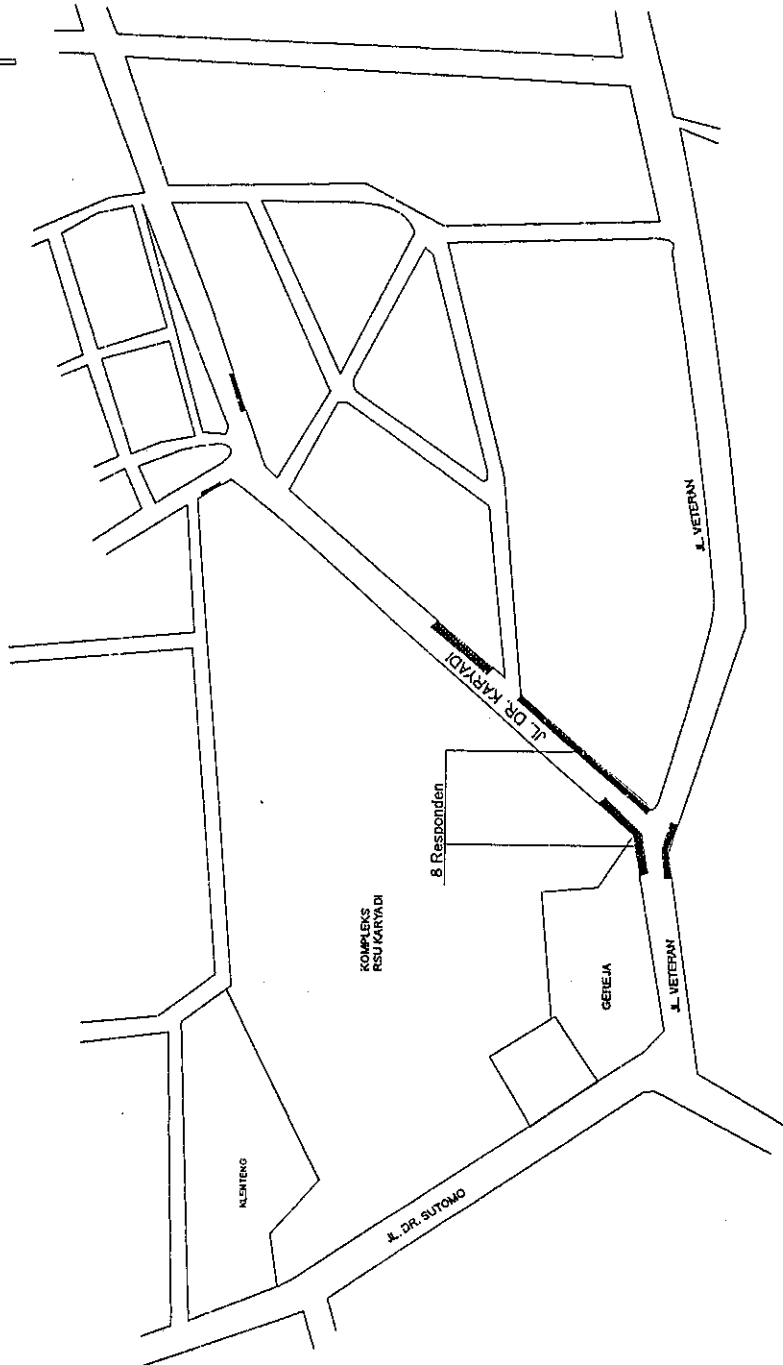 JL. VETERAN
JL. DR. KARYADI
8 Responden
KOMPLEKS
RSU KARYADI
GEREJA
JL. VETERAN
KLENTENG
JL. DR. SUTOMO